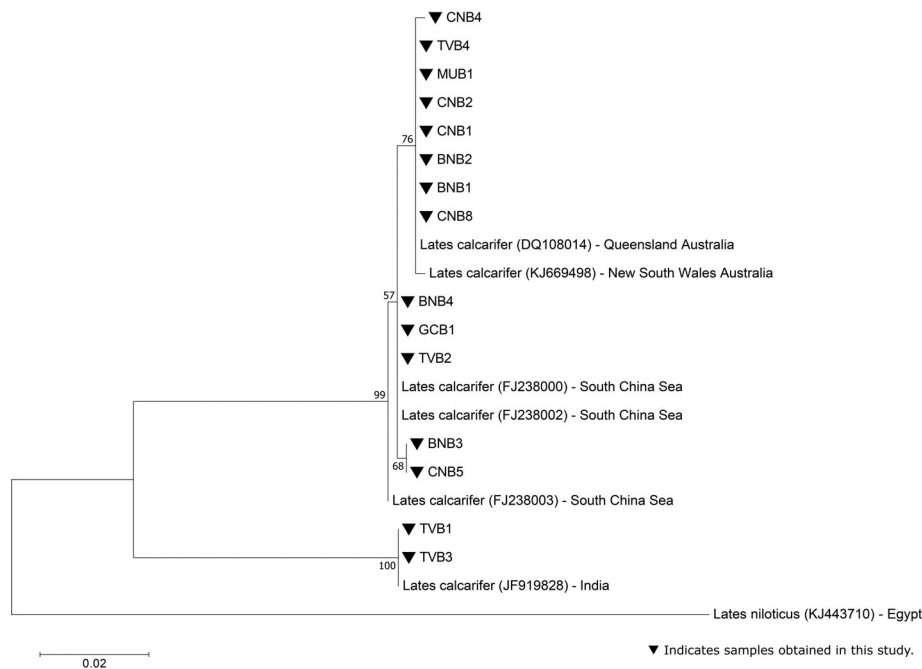 CNB4
TVB4
MUB1
CNB2
CNB1
76
BNB2
BNB1
CNB8
Lates calcarifer (DQ108014) - Queensland Australia
Lates calcarifer (KJ669498) - New South Wales Australia
57
BNB4
GCB1
TVB2
Lates calcarifer (FJ238000) - South China Sea
99
Lates calcarifer (FJ238002) - South China Sea
BNB3
68
CNB5
Lates calcarifer (FJ238003) - South China Sea
TVB1
TVB3
100
Lates calcarifer (JF919828) - India
Lates niloticus (KJ443710) - Egypt
▼ Indicates samples obtained in this study.
0.02